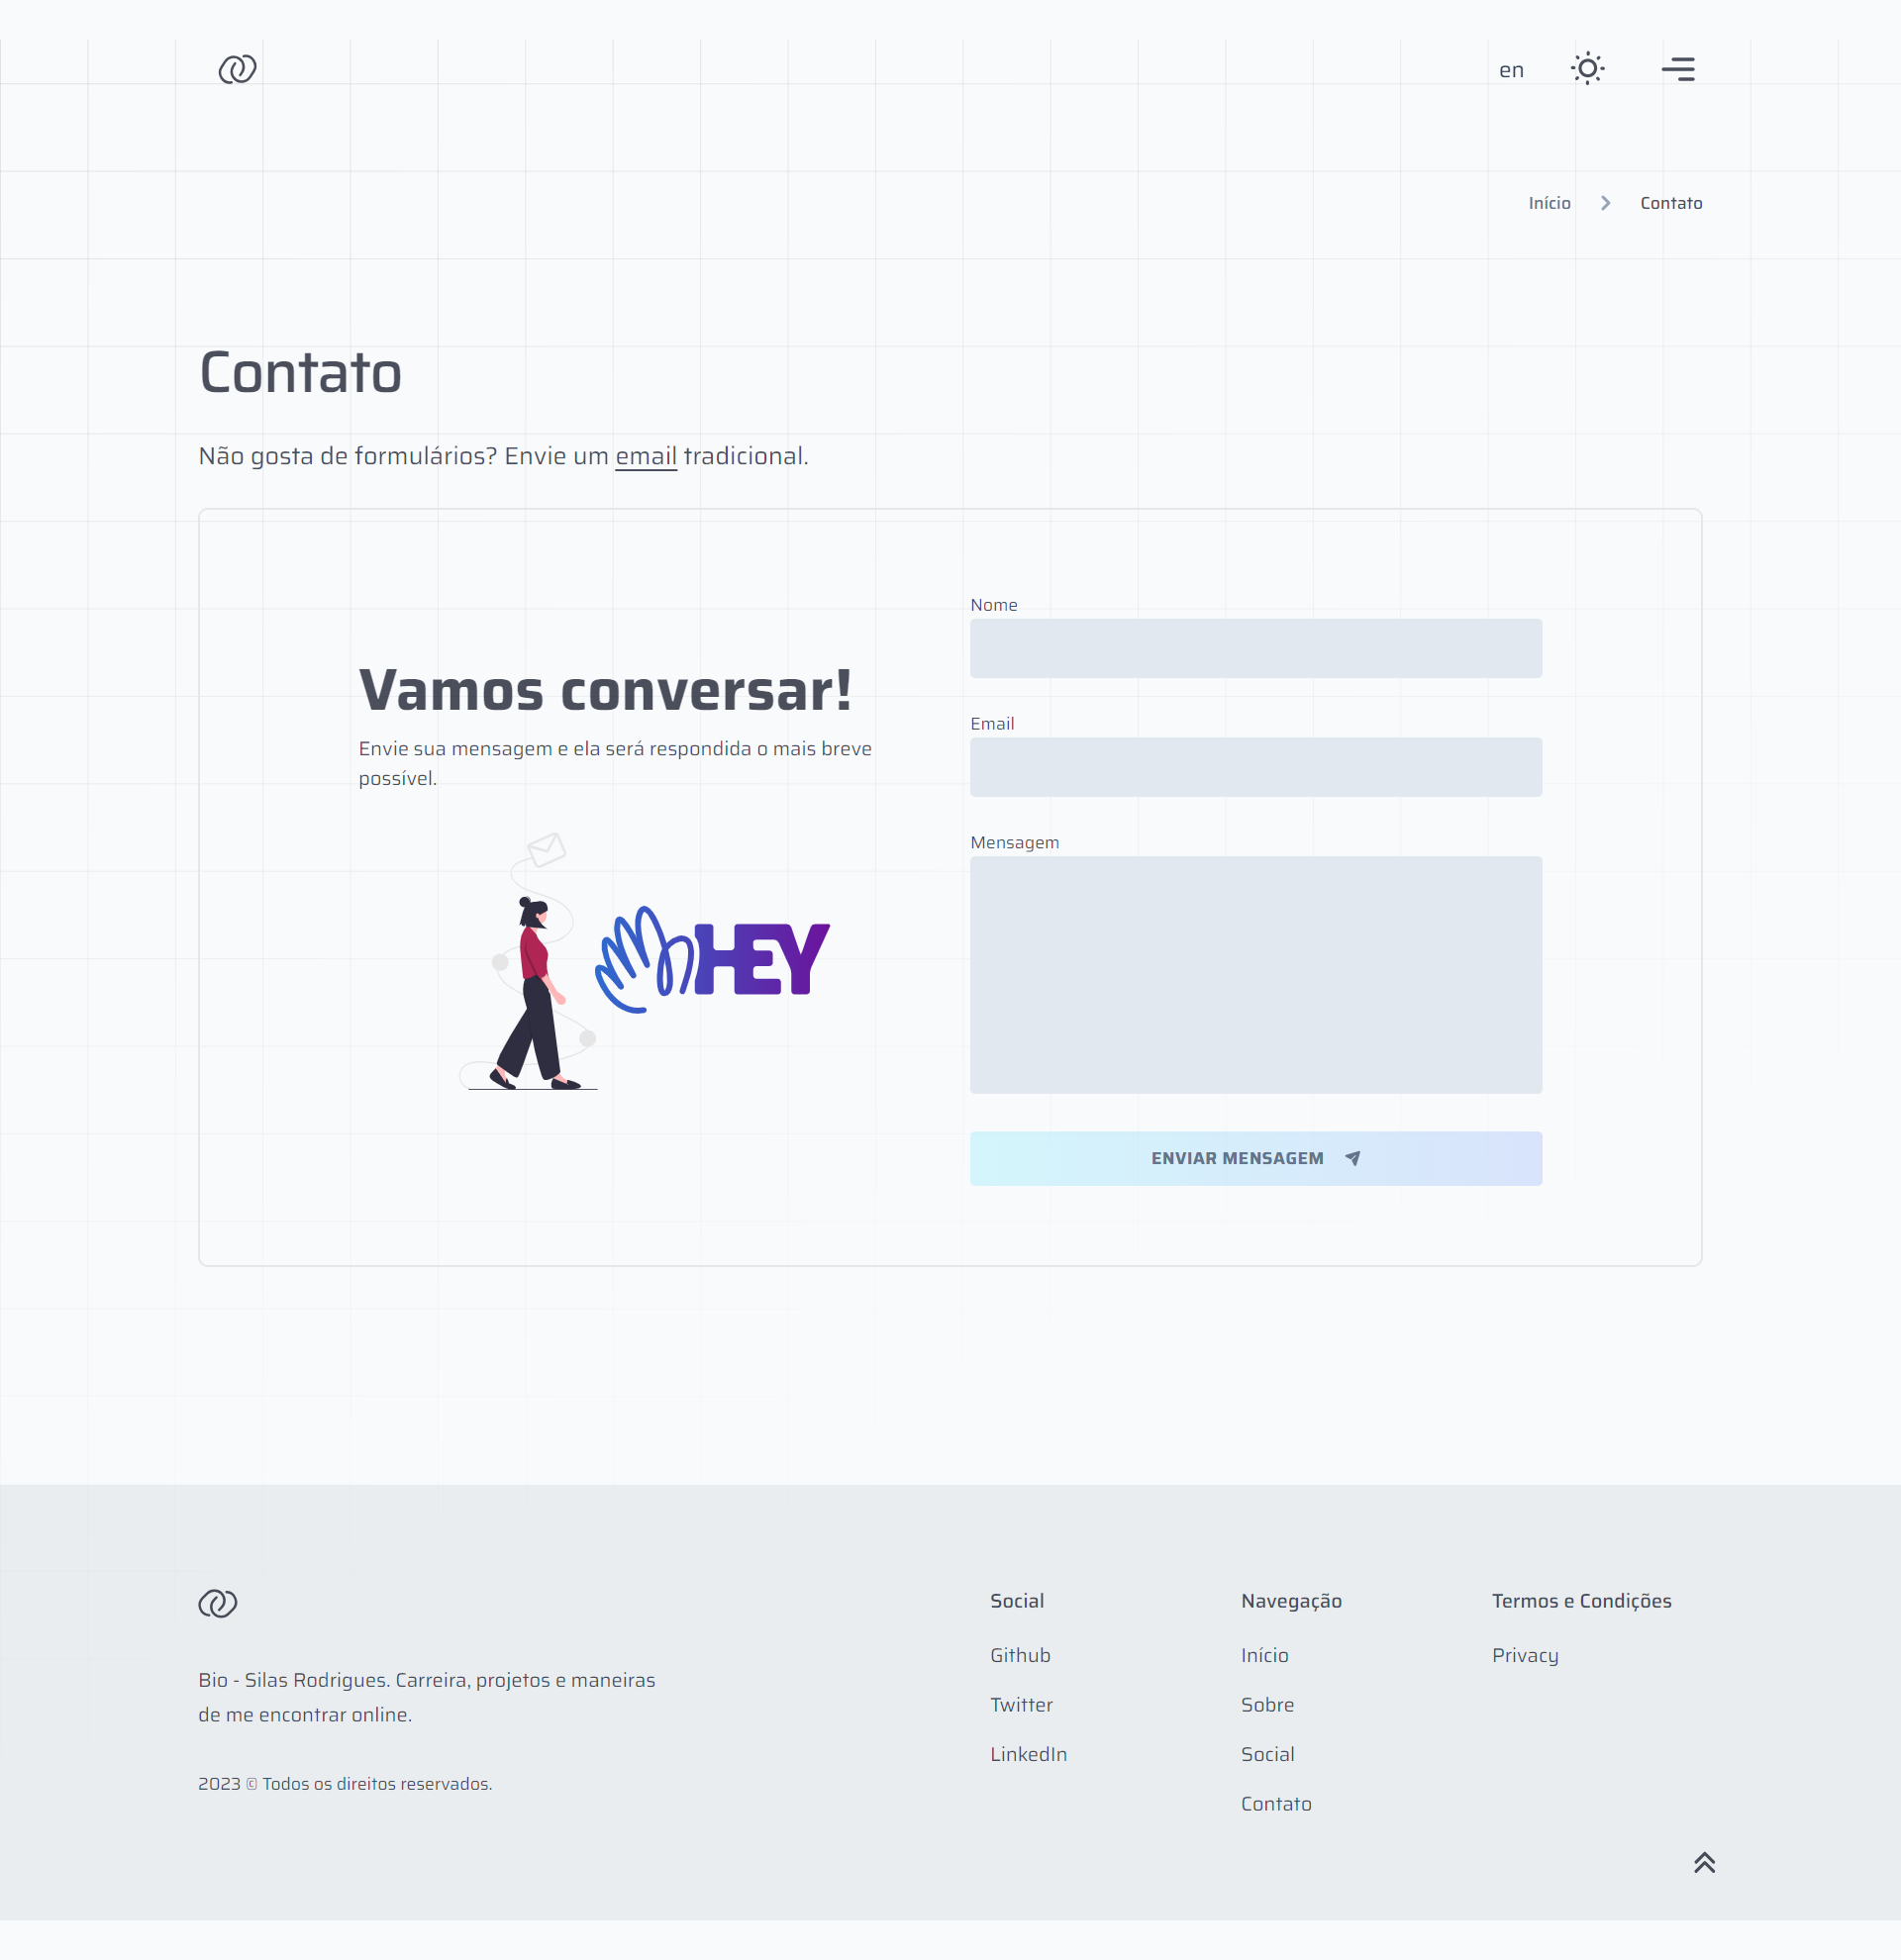 en
Início
Contato
Contato
Não gosta de formulários? Envie um email tradicional.
Vamos conversar!
Envie sua mensagem e ela será respondida o mais breve
possível.
HEY
Nome
Email
Mensagem
ENVIAR MENSAGEM
Bio - Silas Rodrigues. Carreira, projetos e maneiras
de me encontrar online.
2023 © Todos os direitos reservados.
Social
Github
Twitter
LinkedIn
Navegação
Início
Sobre
Social
Contato
Termos e Condições
Privacy